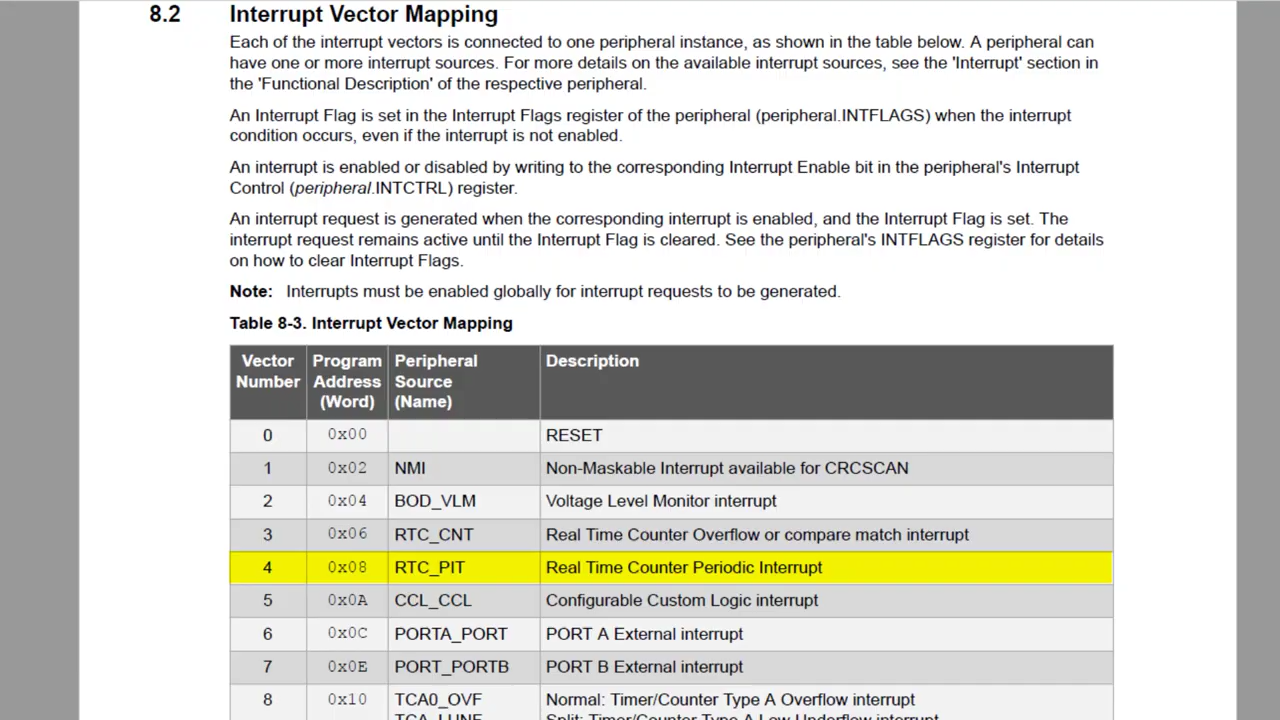 8.2 Interrupt Vector Mapping
Each of the interrupt vectors is connected to one peripheral instance, as shown in the table below. A peripheral can
have one or more interrupt sources. For more details on the available interrupt sources, see the 'Interrupt' section in
the 'Functional Description' of the respective peripheral.
An Interrupt Flag is set in the Interrupt Flags register of the peripheral (peripheral.INTFLAGS) when the interrupt
condition occurs, even if the interrupt is not enabled.
An interrupt is enabled or disabled by writing to the corresponding Interrupt Enable bit in the peripheral's Interrupt
Control (peripheral.INTCTRL) register.
An interrupt request is generated when the corresponding interrupt is enabled, and the Interrupt Flag is set. The
interrupt request remains active until the Interrupt Flag is cleared. See the peripheral's INTFLAGS register for details
on how to clear Interrupt Flags.
Note: Interrupts must be enabled globally for interrupt requests to be generated.
Table 8-3. Interrupt Vector Mapping
Vector Program Peripheral Description
Number Address Source
(Word) (Name)
0 0x00 RESET
1 0x02 NMI Non-Maskable Interrupt available for CRCSCAN
2 0x04 BOD_VLM Voltage Level Monitor interrupt
3 0x06 RTC_CNT Real Time Counter Overflow or compare match interrupt
4 0x08 RTC_PIT Real Time Counter Periodic Interrupt
5 0x0A CCL_CCL Configurable Custom Logic interrupt
6 0x0C PORTA_PORT PORT A External interrupt
7 0x0E PORT_PORTB PORT B External interrupt
8 0x10 TCA0_OVF Normal: Timer/Counter Type A Overflow interrupt
TCA_LUNF Split: Timer/Counter Type A Low Underflow interrupt